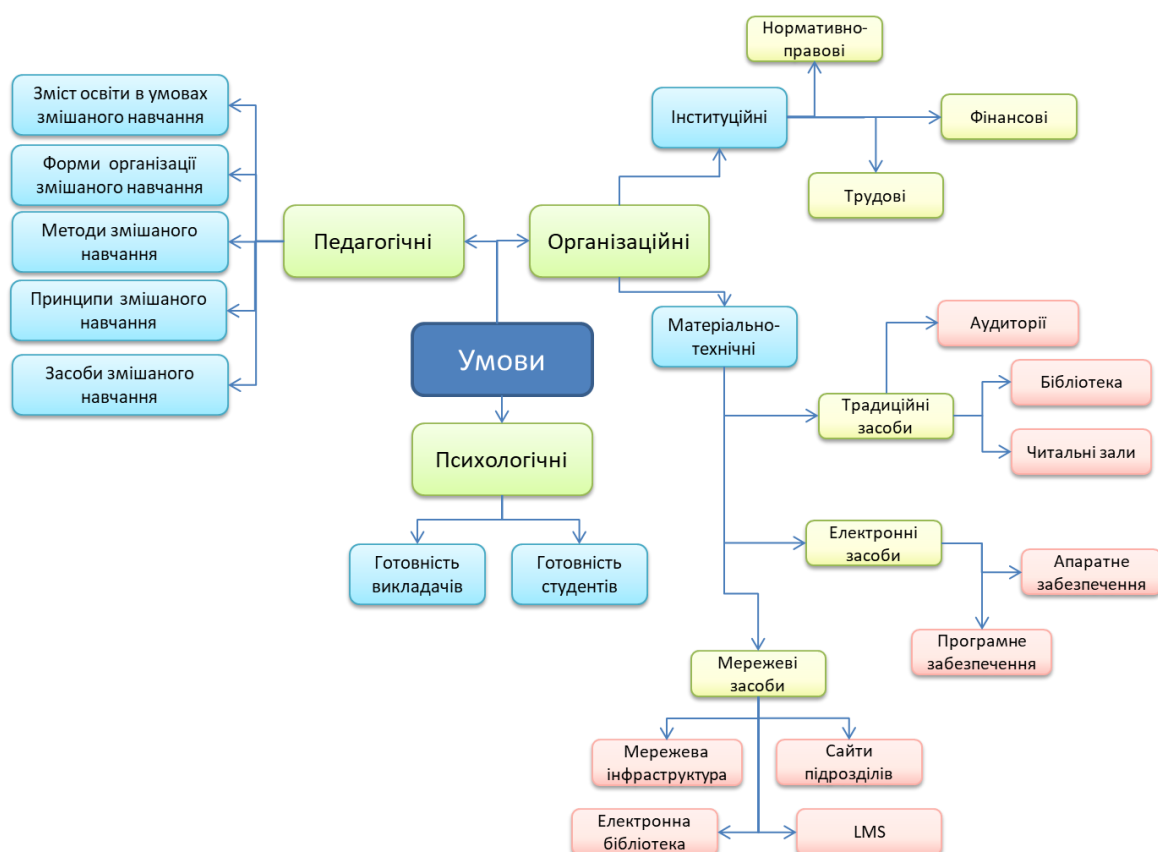 Нормативно-
правові
Зміст освіти в умовах
змішаного навчання
Інституційні
Фінансові
Форми організації
змішаного навчання
Трудові
Методи змішаного
навчання
Педагогічні
Організаційні
Принципи змішаного
навчання
Матеріально-
технічні
Аудиторії
Умови
Засоби змішаного
навчання
Бібліотека
Традиційні
засоби
Читальні зали
Психологічні
Електронні
засоби
Готовність
викладачів
Готовність
студентів
Апаратне
забезпечення
Програмне
забезпечення
Мережеві
засоби
Мережева
інфраструктура
Сайти
підрозділів
Електронна
бібліотека
LMS